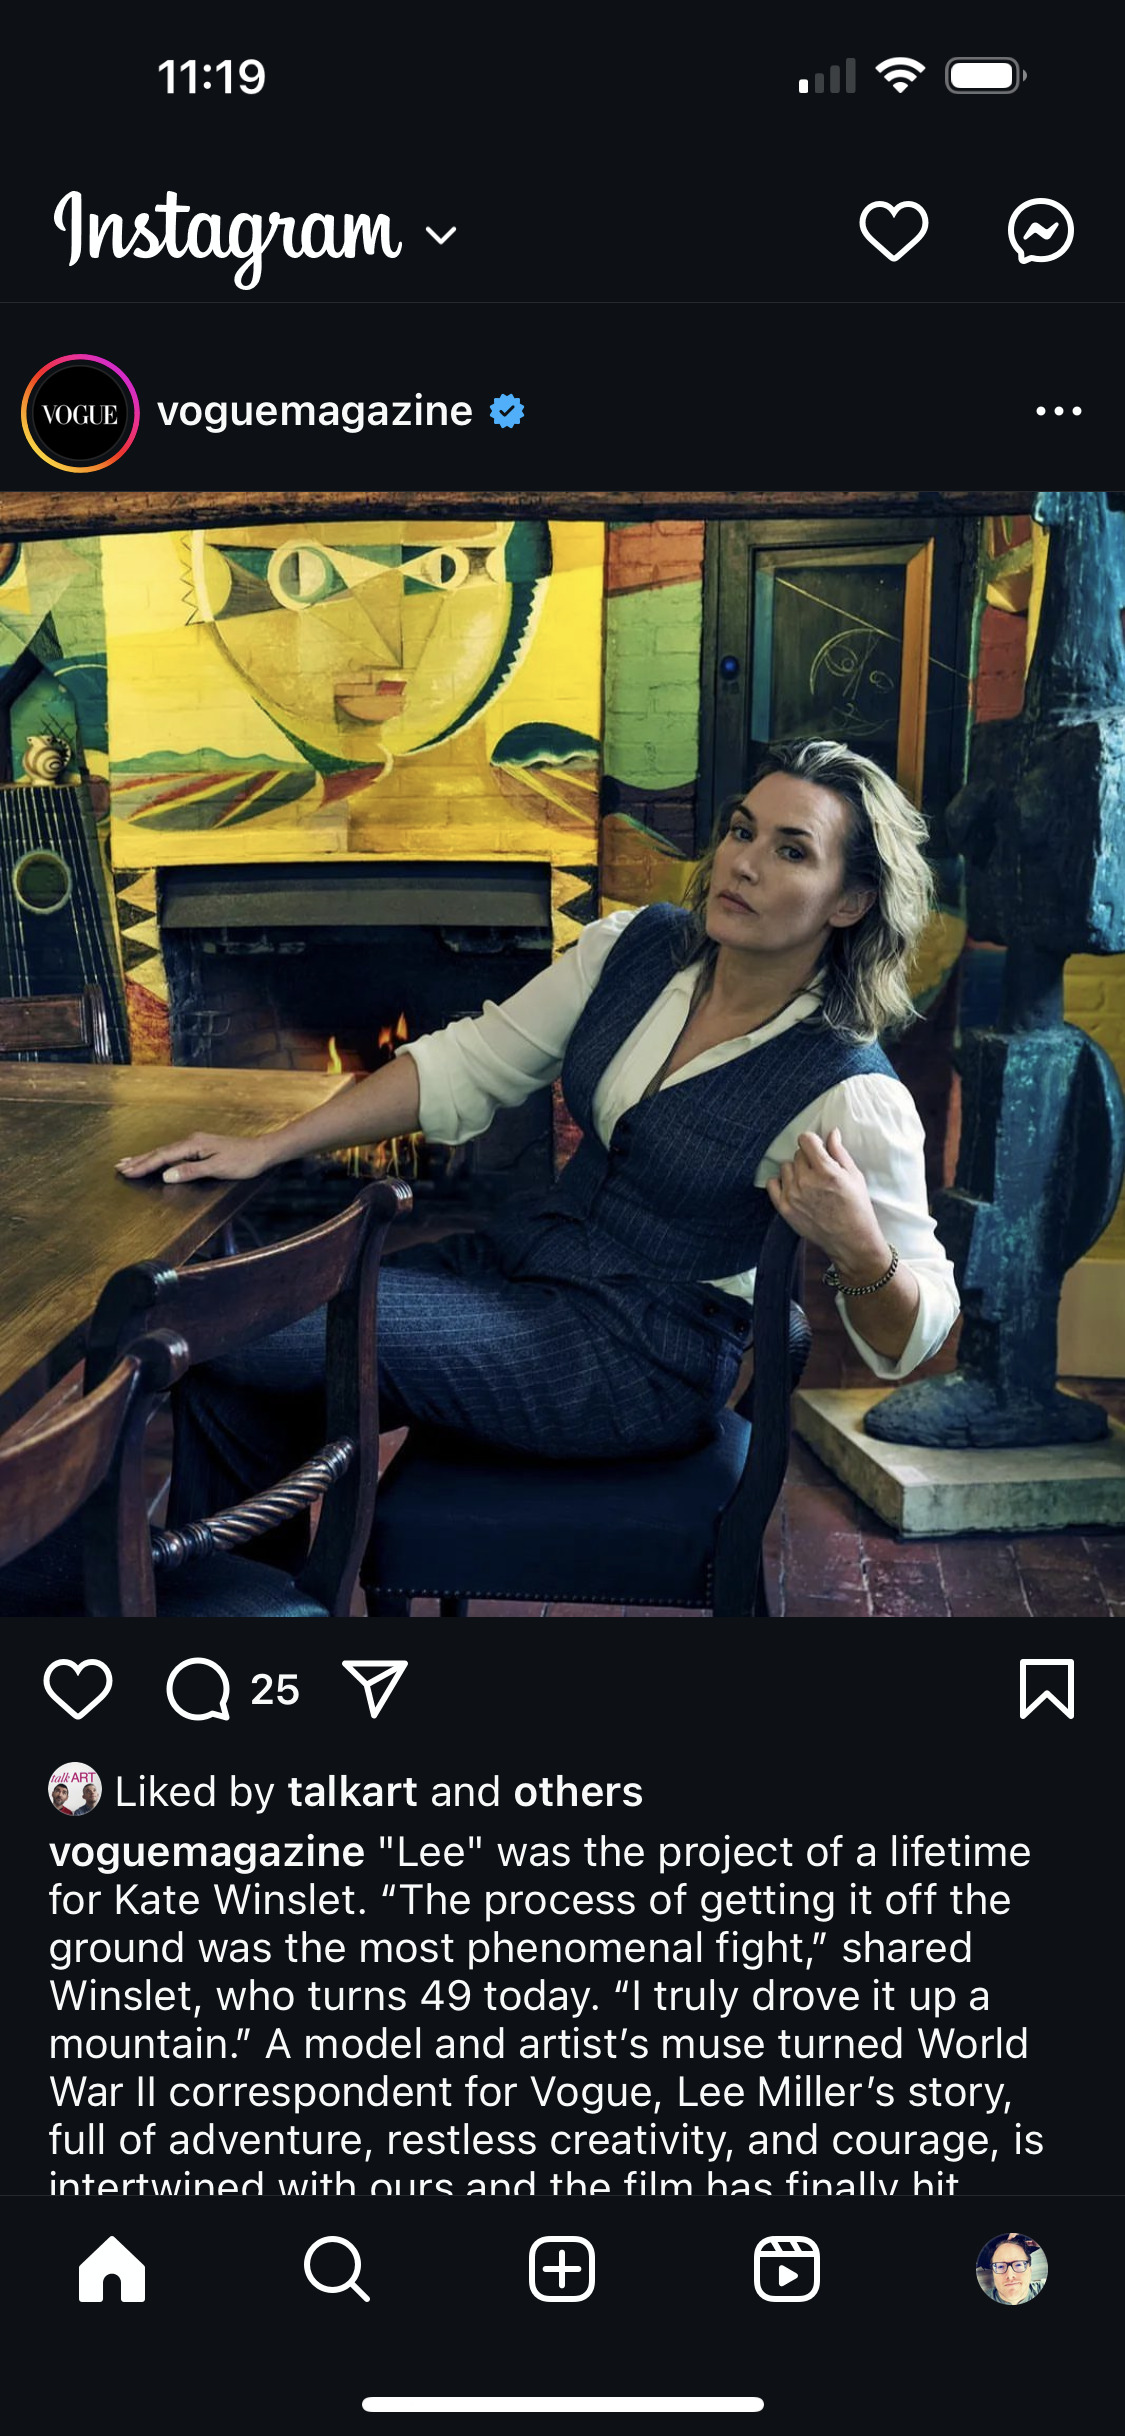 11:19
Instagram
VOGUE
voguemagazine
25
talk ART
Liked by talkart and others
voguemagazine "Lee" was the project of a lifetime
for Kate Winslet. “The process of getting it off the
ground was the most phenomenal fight,” shared
Winslet, who turns 49 today. “I truly drove it up a
mountain.” A model and artist’s muse turned World
War II correspondent for Vogue, Lee Miller’s story,
full of adventure, restless creativity, and courage, is
intertwined with ours and the film has finally hit